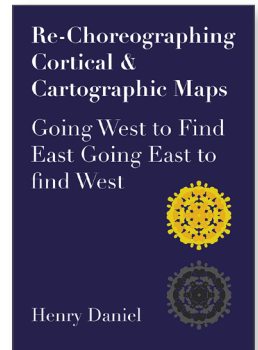 Re-Choreographing
Cortical &
Cartographic Maps
Going West to Find
East Going East to
find West
Henry Daniel